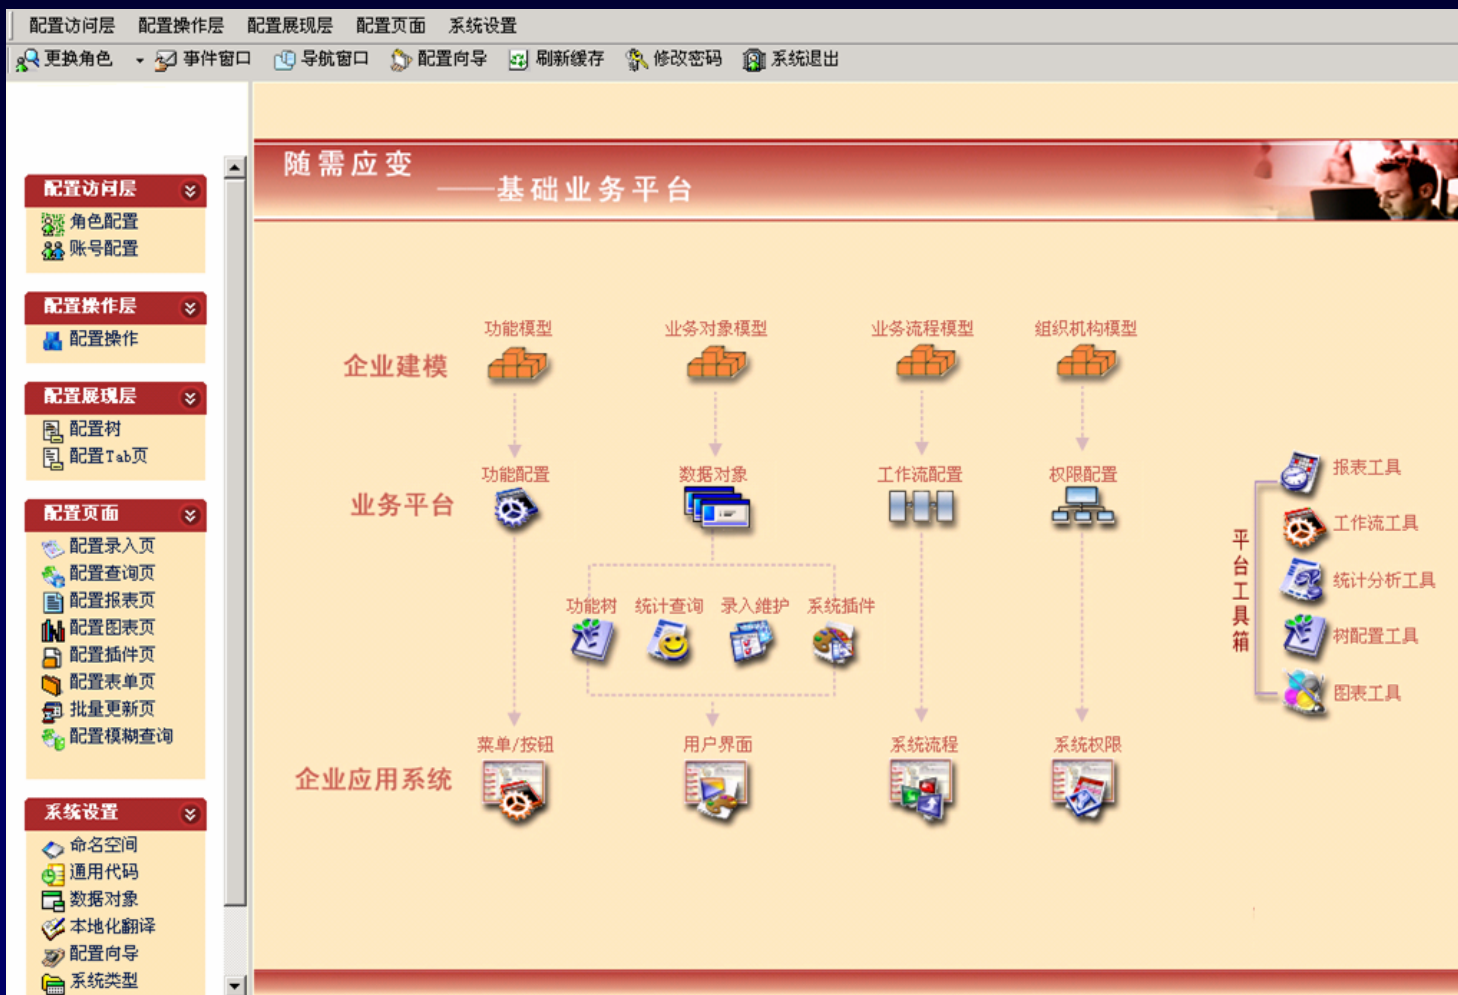 配置访问层 配置操作层 配置展现层 配置页面 系统设置
更换角色 事件窗口 导航窗口 配置向导 刷新缓存 修改密码 系统退出
配置访问层
角色配置
账号配置
配置操作层
配置操作
配置展现层
配置树
配置Tab页
配置页面
配置录入页
配置查询页
配置报表页
配置图表页
配置插件页
配置表单页
批量更新页
配置模糊查询
系统设置
命名空间
通用代码
数据对象
本地化翻译
配置向导
系统类型
随需应变
——基础业务平台
功能模型 业务对象模型 业务流程模型 组织机构模型
企业建模
功能配置 数据对象 工作流配置 权限配置
业务平台
功能树 统计查询 录入维护 系统插件
菜单/按钮 用户界面 系统流程 系统权限
企业应用系统
平台工具箱
报表工具
工作流工具
统计分析工具
树配置工具
图表工具